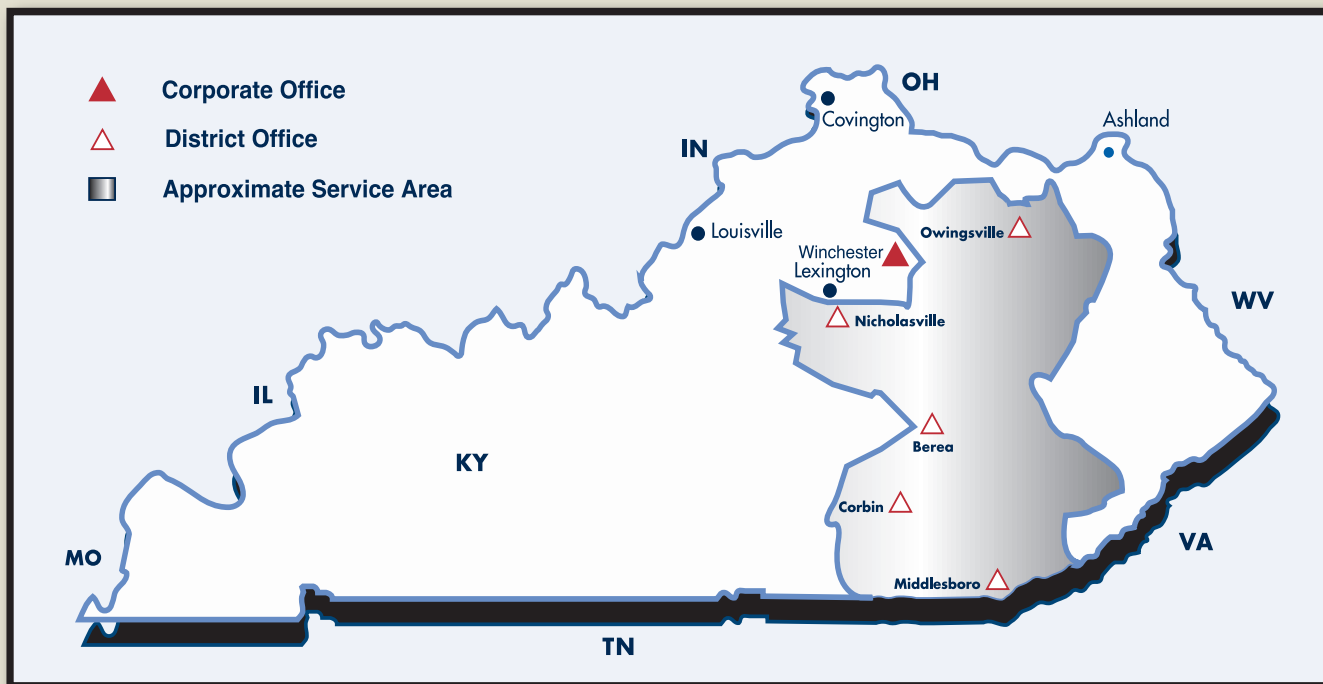 Corporate Office
District Office
Approximate Service Area
OH
Covington
Ashland
IN
Louisville
Owingsville
Winchester
Lexington
WV
Nicholasville
IL
Berea
KY
Corbin
VA
MO
Middlesboro
TN